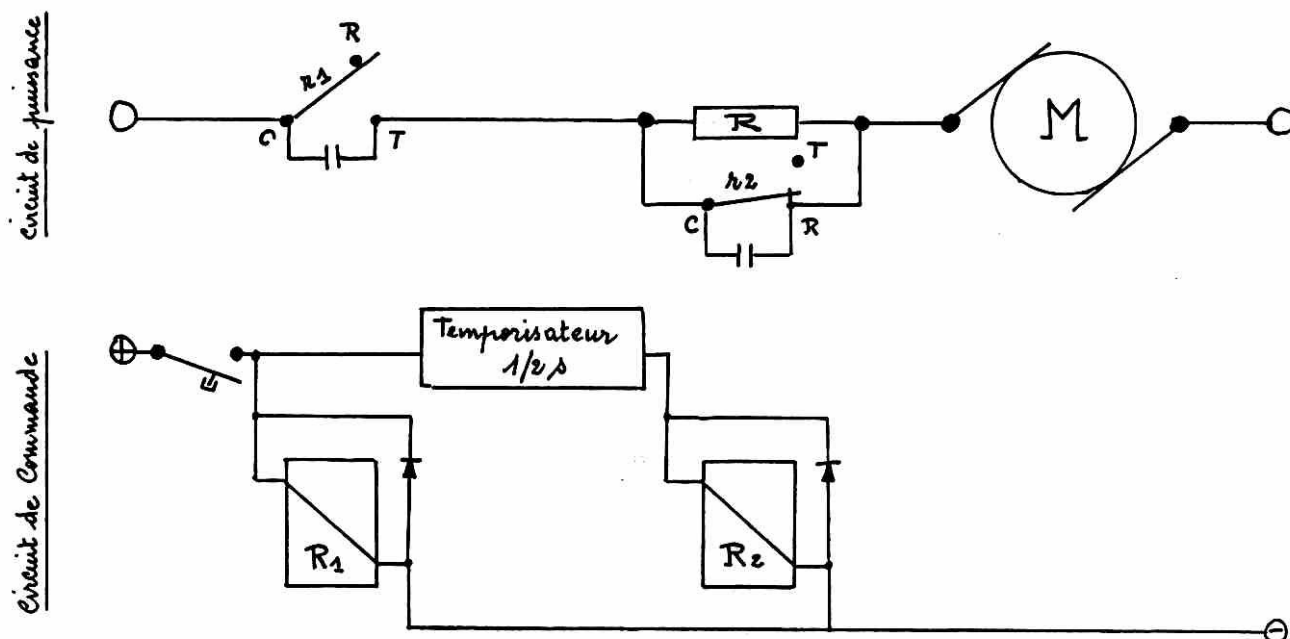 Circuit de puissance
R
r1
C
T
R
T
r2
C
R
M
Circuit de Commande
+
Temporisateur
1/2 s
R1
R2
-